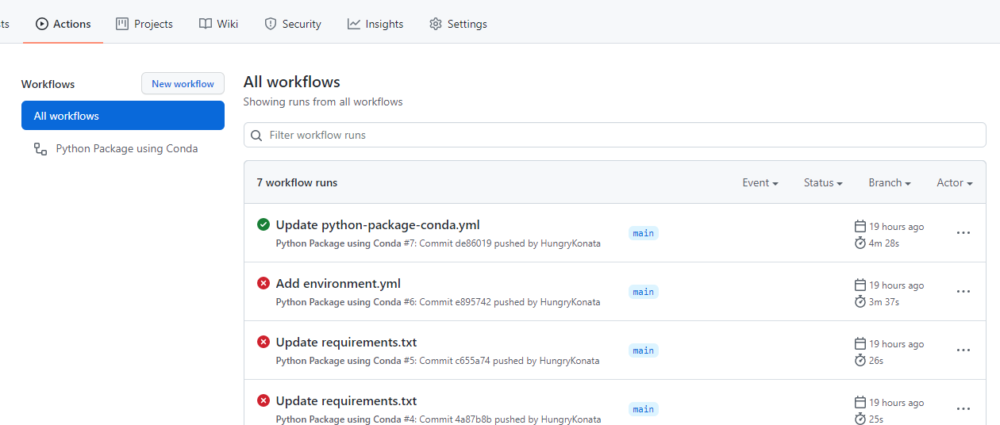 ts Actions Projects Wiki Security Insights Settings
Workflows New workflow
All workflows
Python Package using Conda
All workflows
Showing runs from all workflows
Filter workflow runs
7 workflow runs Event Status Branch Actor
Update python-package-conda.yml
Python Package using Conda #7: Commit de86019 pushed by HungryKonata
main
19 hours ago
4m 28s
Add environment.yml
Python Package using Conda #6: Commit e895742 pushed by HungryKonata
main
19 hours ago
3m 37s
Update requirements.txt
Python Package using Conda #5: Commit c655a74 pushed by HungryKonata
main
19 hours ago
26s
Update requirements.txt
Python Package using Conda #4: Commit 4a87b8b pushed by HungryKonata
main
19 hours ago
25s